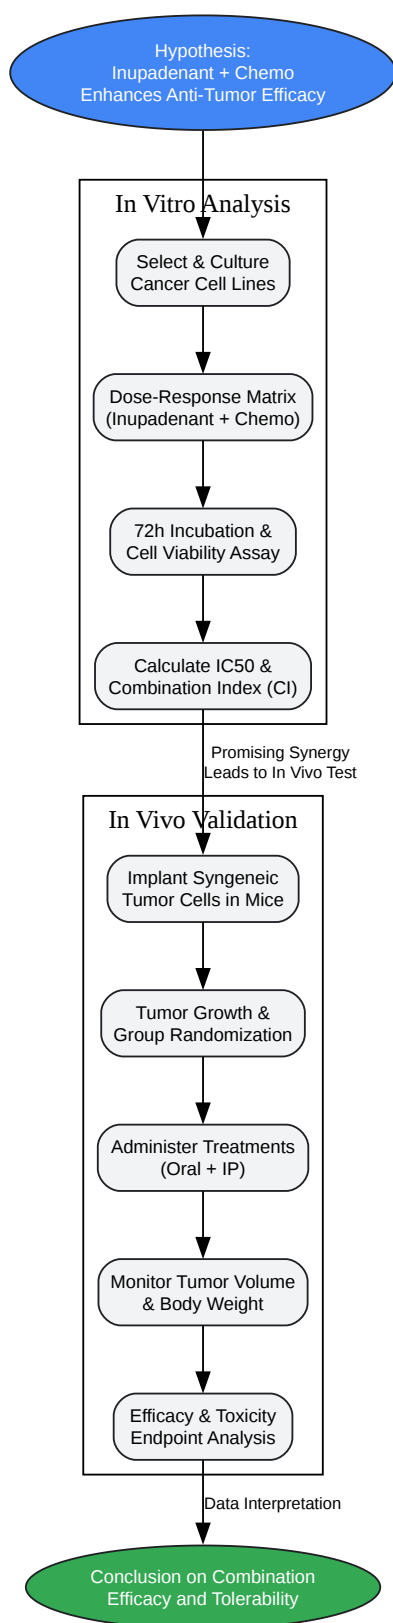 Hypothesis:
Inupadenant + Chemo
Enhances Anti-Tumor Efficacy
In Vitro Analysis
Select & Culture
Cancer Cell Lines
Dose-Response Matrix
(Inupadenant + Chemo)
72h Incubation &
Cell Viability Assay
Calculate IC50 &
Combination Index (CI)
Promising Synergy
Leads to In Vivo Test
In Vivo Validation
Implant Syngeneic
Tumor Cells in Mice
Tumor Growth &
Group Randomization
Administer Treatments
(Oral + IP)
Monitor Tumor Volume
& Body Weight
Efficacy & Toxicity
Endpoint Analysis
Data Interpretation
Conclusion on Combination
Efficacy and Tolerability